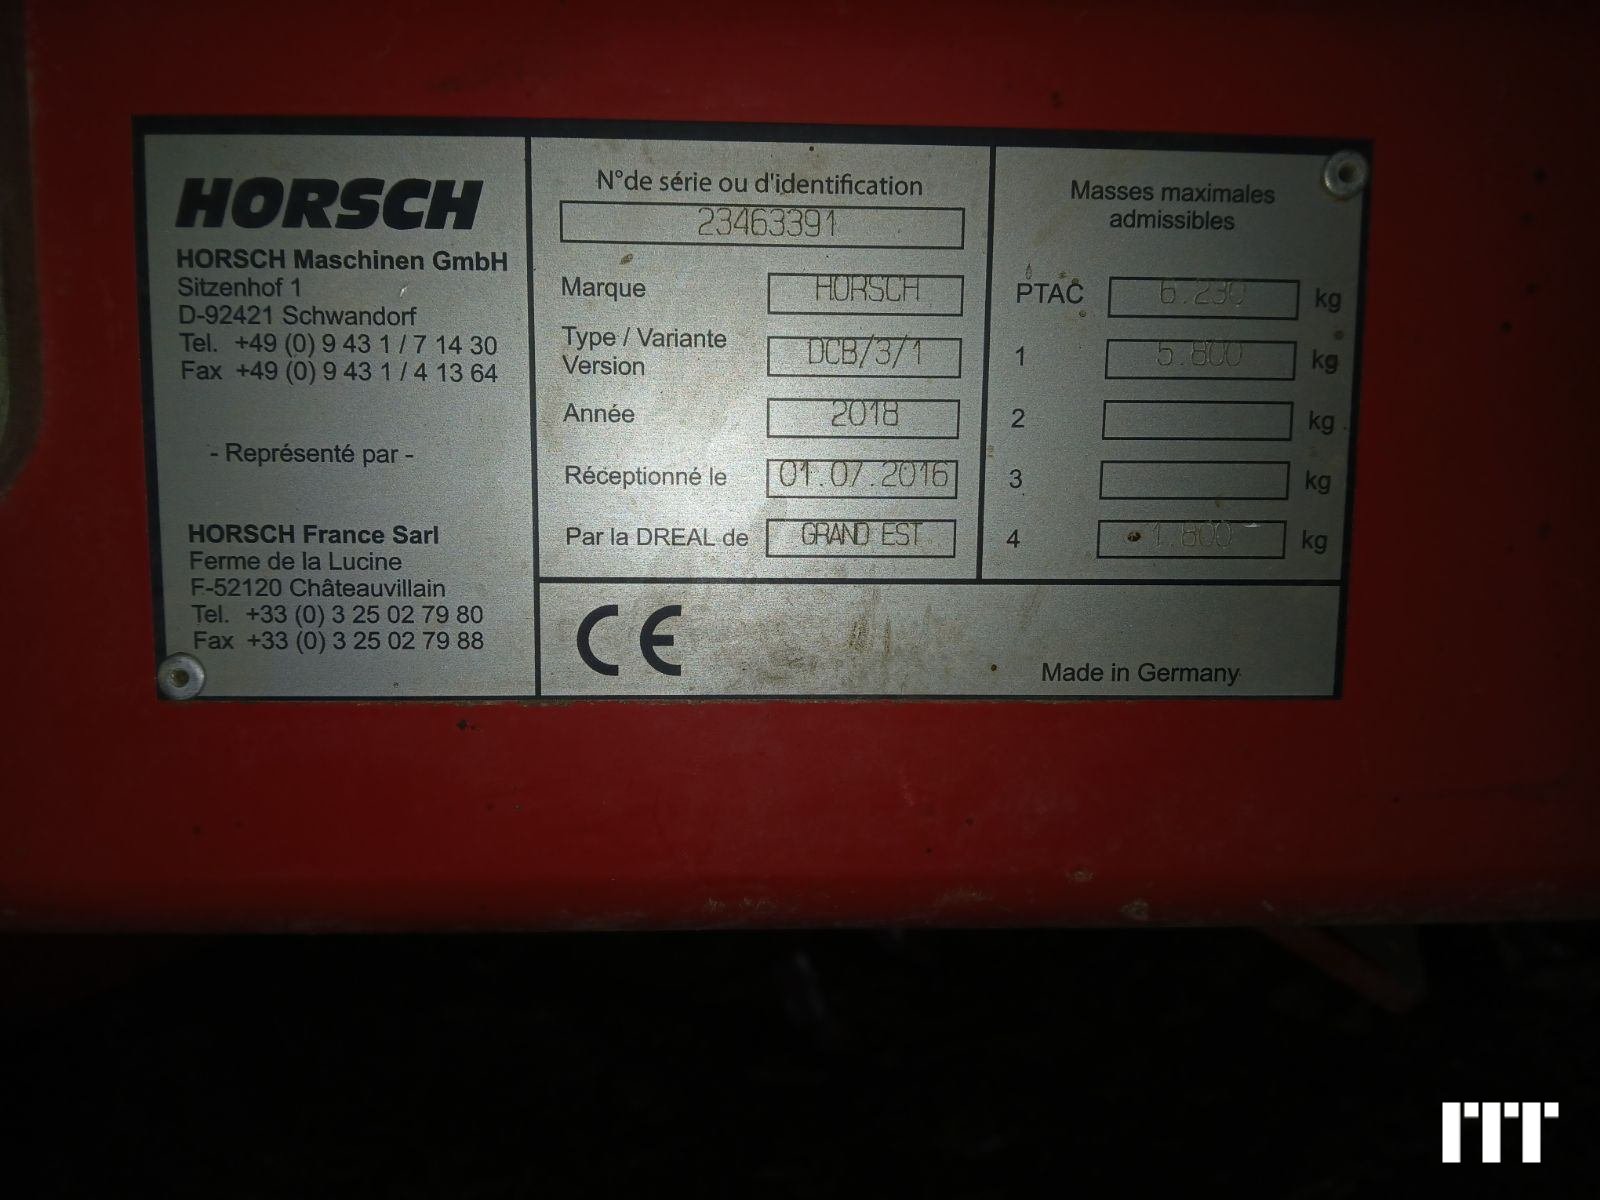 HORSCH
HORSCH Maschinen GmbH
Sitzenhof 1
D-92421 Schwandorf
Tel. +49 (0) 9 43 1 / 7 14 30
Fax +49 (0) 9 43 1 / 4 13 64
- Représenté par -
HORSCH France Sarl
Ferme de la Lucine
F-52120 Châteauvillain
Tel. +33 (0) 3 25 02 79 80
Fax +33 (0) 3 25 02 79 88
N°de série ou d'identification
23463391
Marque HORSCH
Type / Variante
Version DCB/3/1
Année 2018
Réceptionné le 01.07.2016
Par la DREAL de GRAND EST
Masses maximales
admissibles
PTAC 6.230 kg
1 5.800 kg
2 kg
3 kg
4 1.800 kg
CE
Made in Germany